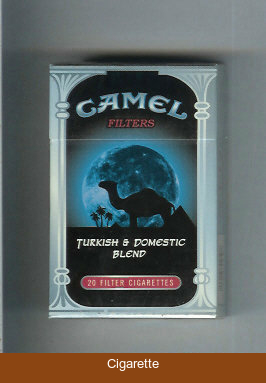 CAMEL
FILTERS
TURKISH & DOMESTIC
BLEND
20 FILTER CIGARETTES
Cigarette